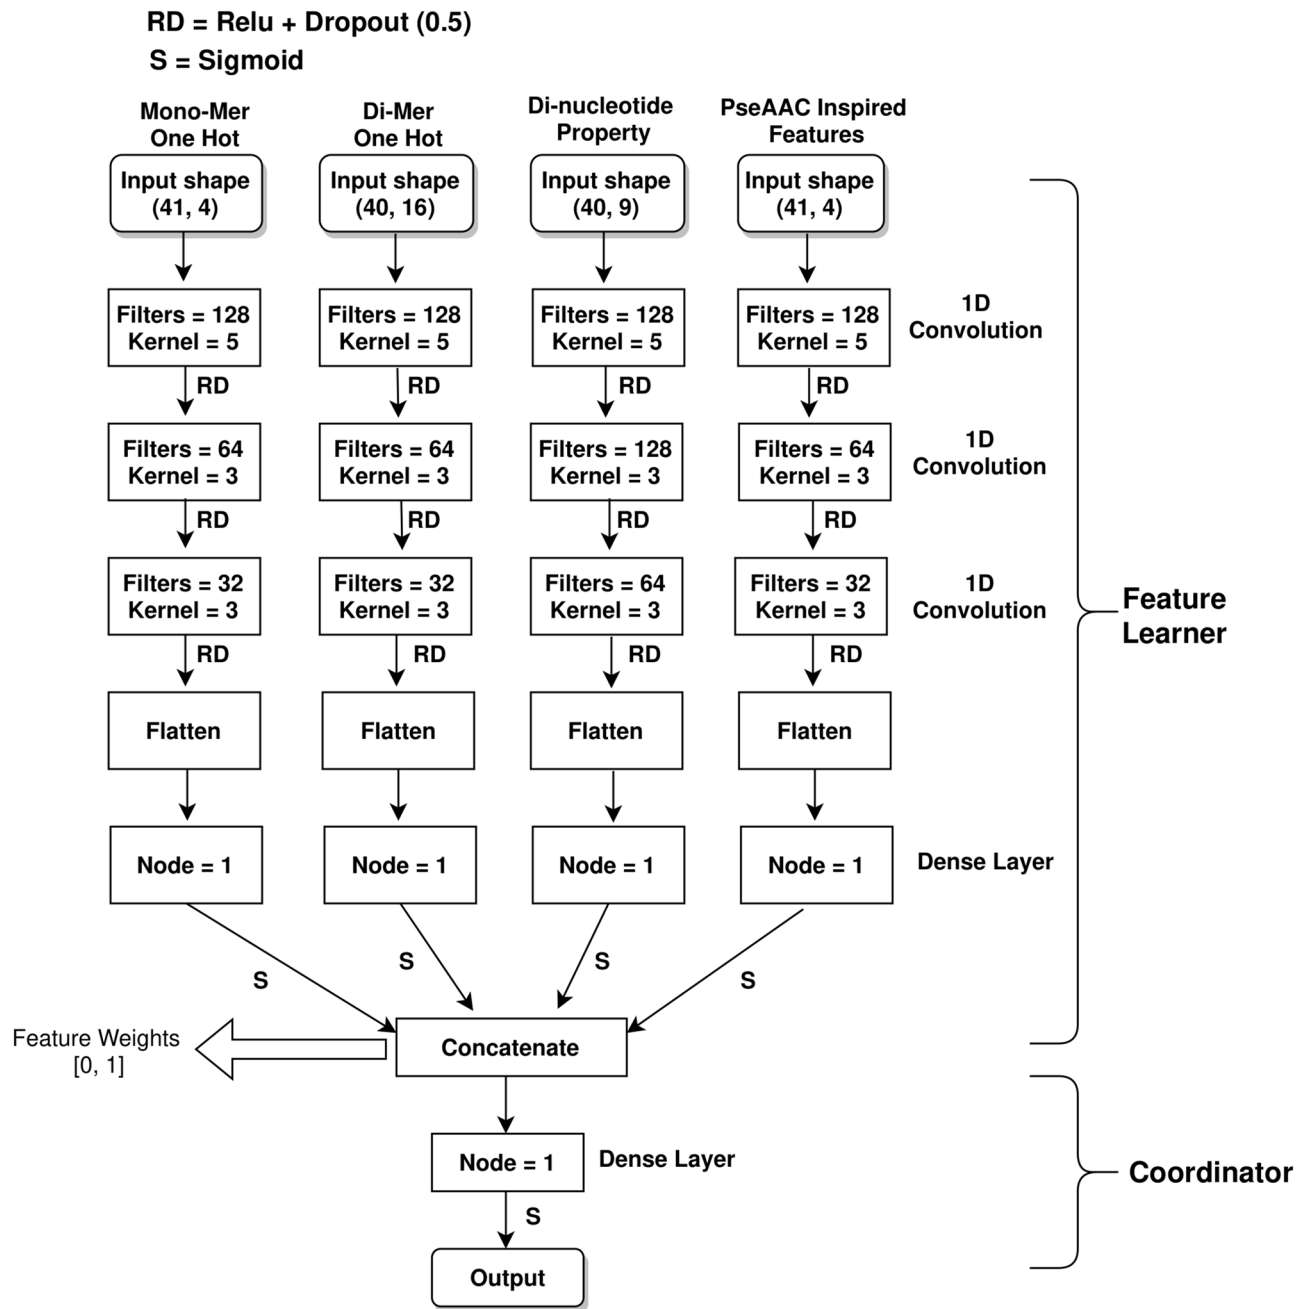 RD = Relu + Dropout (0.5)
S = Sigmoid
Mono-Mer
One Hot
Di-Mer
One Hot
Di-nucleotide
Property
PseAAC Inspired
Features
Input shape
(41, 4)
Input shape
(40, 16)
Input shape
(40, 9)
Input shape
(41, 4)
Filters = 128
Kernel = 5
Filters = 128
Kernel = 5
Filters = 128
Kernel = 5
Filters = 128
Kernel = 5
1D
Convolution
RD
RD
RD
RD
Filters = 64
Kernel = 3
Filters = 64
Kernel = 3
Filters = 128
Kernel = 3
Filters = 64
Kernel = 3
1D
Convolution
RD
RD
RD
RD
Filters = 32
Kernel = 3
Filters = 32
Kernel = 3
Filters = 64
Kernel = 3
Filters = 32
Kernel = 3
1D
Convolution
Feature
Learner
RD
RD
RD
RD
Flatten
Flatten
Flatten
Flatten
Node = 1
Node = 1
Node = 1
Node = 1
Dense Layer
S
S
S
S
Feature Weights
[0, 1]
Concatenate
Node = 1
Dense Layer
Coordinator
S
Output